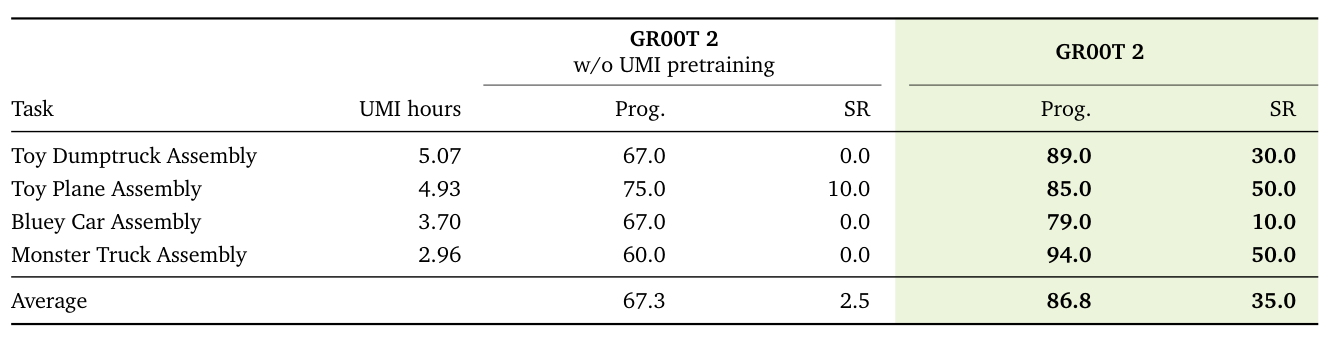 GR00T 2 GR00T 2
w/o UMI pretraining
Task UMI hours Prog. SR Prog. SR
Toy Dumptruck Assembly 5.07 67.0 0.0 89.0 30.0
Toy Plane Assembly 4.93 75.0 10.0 85.0 50.0
Bluey Car Assembly 3.70 67.0 0.0 79.0 10.0
Monster Truck Assembly 2.96 60.0 0.0 94.0 50.0
Average 67.3 2.5 86.8 35.0